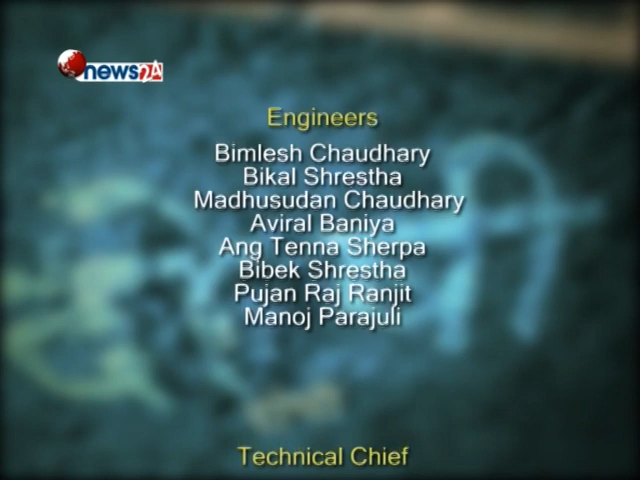 news24
Engineers
Bimlesh Chaudhary
Bikal Shrestha
Madhusudan Chaudhary
Aviral Baniya
Ang Tenna Sherpa
Bibek Shrestha
Pujan Raj Ranjit
Manoj Parajuli
Technical Chief